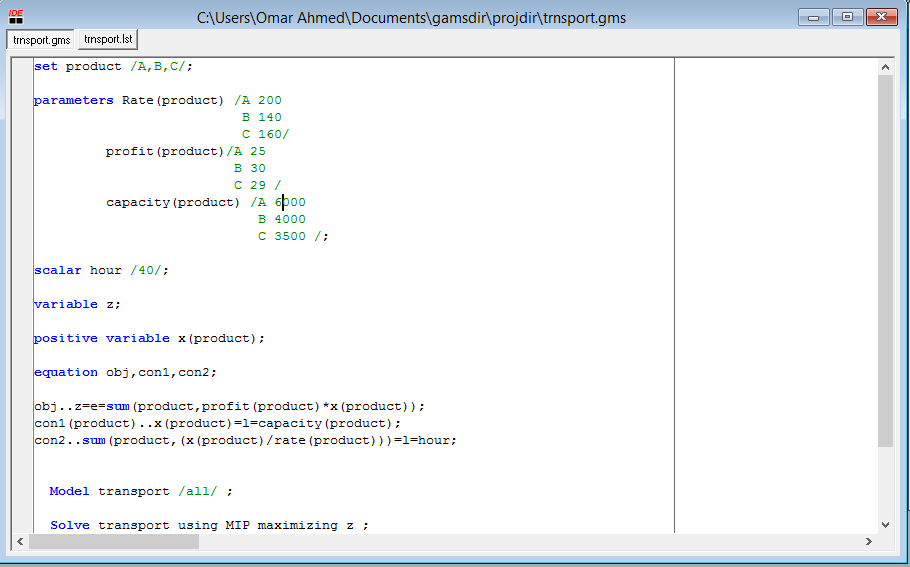 IDE
C:\Users\Omar Ahmed\Documents\gamsdir\projdir\trnsport.gms
trnsport.gms trnsport.lst
set product /A,B,C/;
parameters Rate(product) /A 200
B 140
C 160/
profit(product)/A 25
B 30
C 29 /
capacity(product) /A 6000
B 4000
C 3500 /;
scalar hour /40/;
variable z;
positive variable x(product);
equation obj,con1,con2;
obj..z=e=sum(product,profit(product)*x(product));
con1(product)..x(product)=l=capacity(product);
con2..sum(product,(x(product)/rate(product)))=l=hour;
Model transport /all/ ;
Solve transport using MIP maximizing z ;